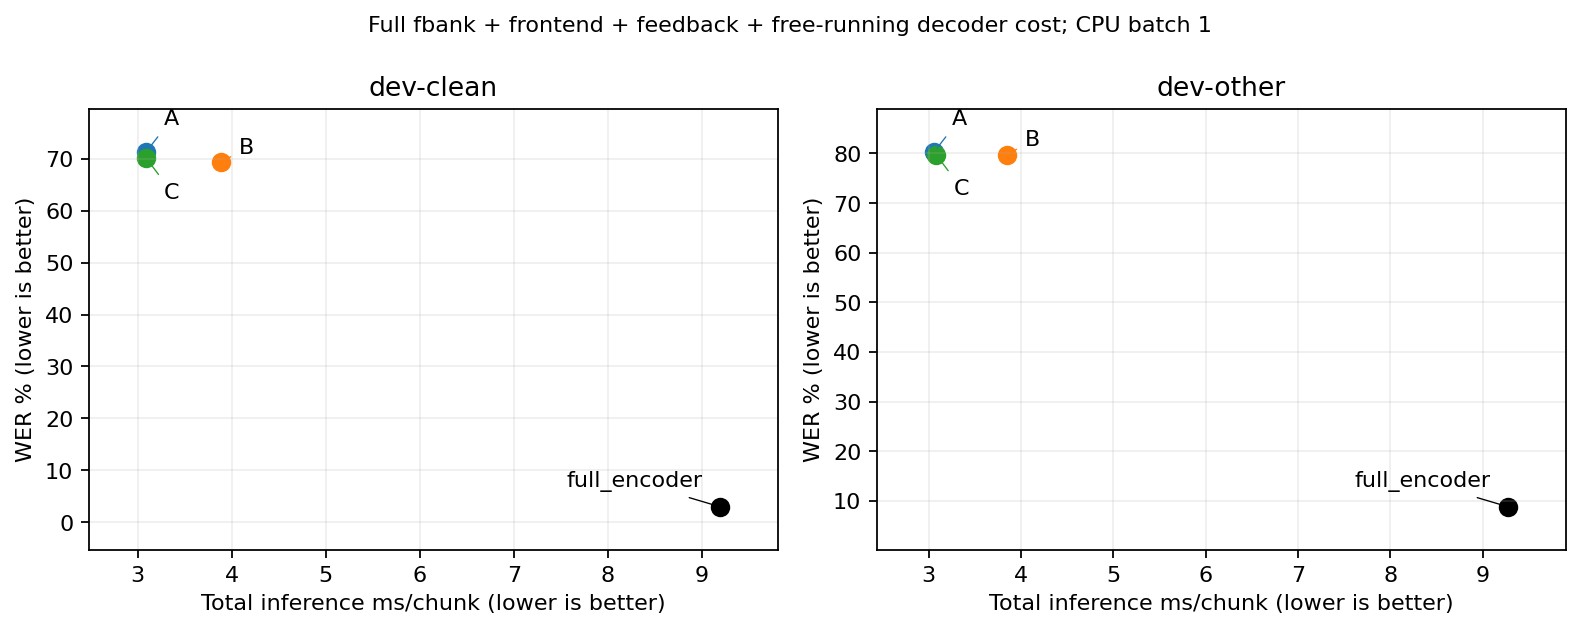 Full fbank + frontend + feedback + free-running decoder cost; CPU batch 1
dev-clean
A
B
C
full_encoder
70
60
50
40
30
20
10
0
WER % (lower is better)
3 4 5 6 7 8 9
Total inference ms/chunk (lower is better)
dev-other
A
B
C
full_encoder
80
70
60
50
40
30
20
10
WER % (lower is better)
3 4 5 6 7 8 9
Total inference ms/chunk (lower is better)